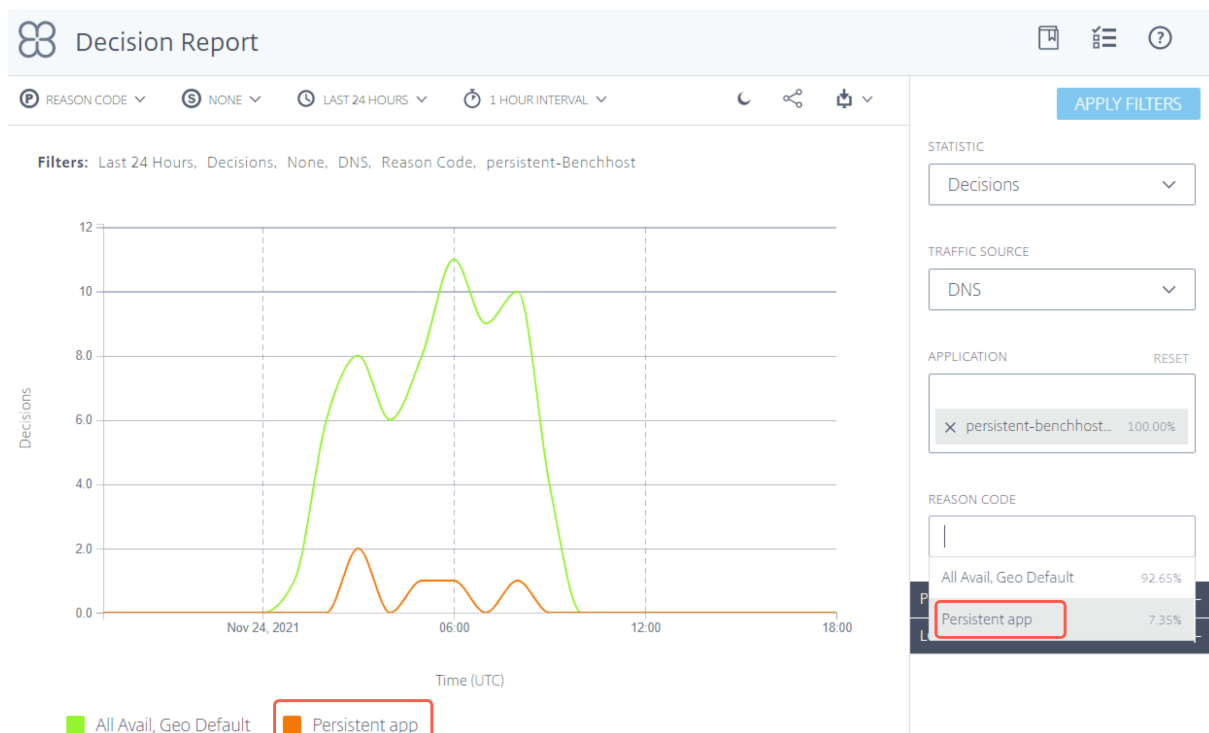 Decision Report
REASON CODE
NONE
LAST 24 HOURS
1 HOUR INTERVAL
APPLY FILTERS
Filters: Last 24 Hours, Decisions, None, DNS, Reason Code, persistent-Benchhost
STATISTIC
Decisions
TRAFFIC SOURCE
DNS
APPLICATION RESET
persistent-benchhost... 100.00%
REASON CODE
All Avail, Geo Default 92.65%
Persistent app 7.35%
P
L
12
10
8.0
6.0
4.0
2.0
0.0
Decisions
Nov 24, 2021 06:00 12:00 18:00
Time (UTC)
All Avail, Geo Default Persistent app